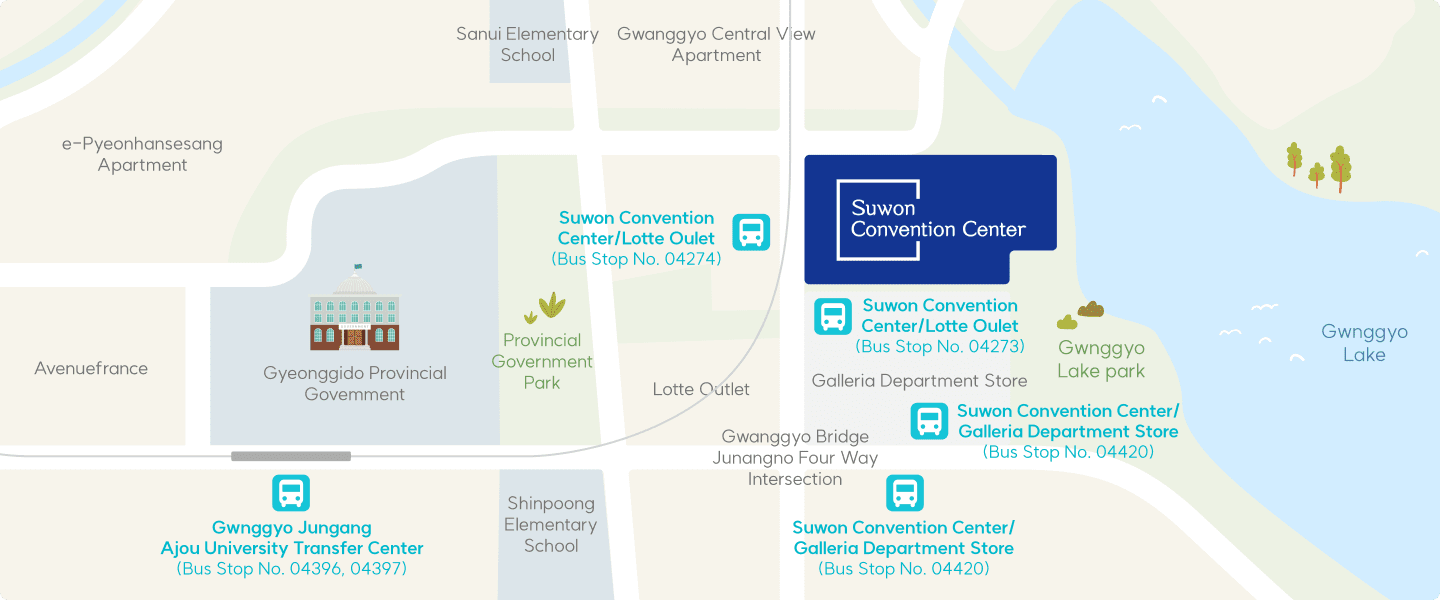 Sanui Elementary
School
Gwanggyo Central View
Apartment
e-Pyeonhansesang
Apartment
Suwon Convention
Center/Lotte Oulet
(Bus Stop No. 04274)
Suwon
Convention Center
Suwon Convention
Center/Lotte Oulet
(Bus Stop No. 04273)
Gwnggyo
Lake
Provincial
Government
Park
Gwnggyo
Lake park
Avenuefrance
Gyeonggido Provincial
Govemment
Lotte Outlet
Galleria Department Store
Suwon Convention Center/
Galleria Department Store
(Bus Stop No. 04420)
Gwanggyo Bridge
Junangno Four Way
Intersection
Shinpoong
Elementary
School
Gwnggyo Jungang
Ajou University Transfer Center
(Bus Stop No. 04396, 04397)
Suwon Convention Center/
Galleria Department Store
(Bus Stop No. 04420)